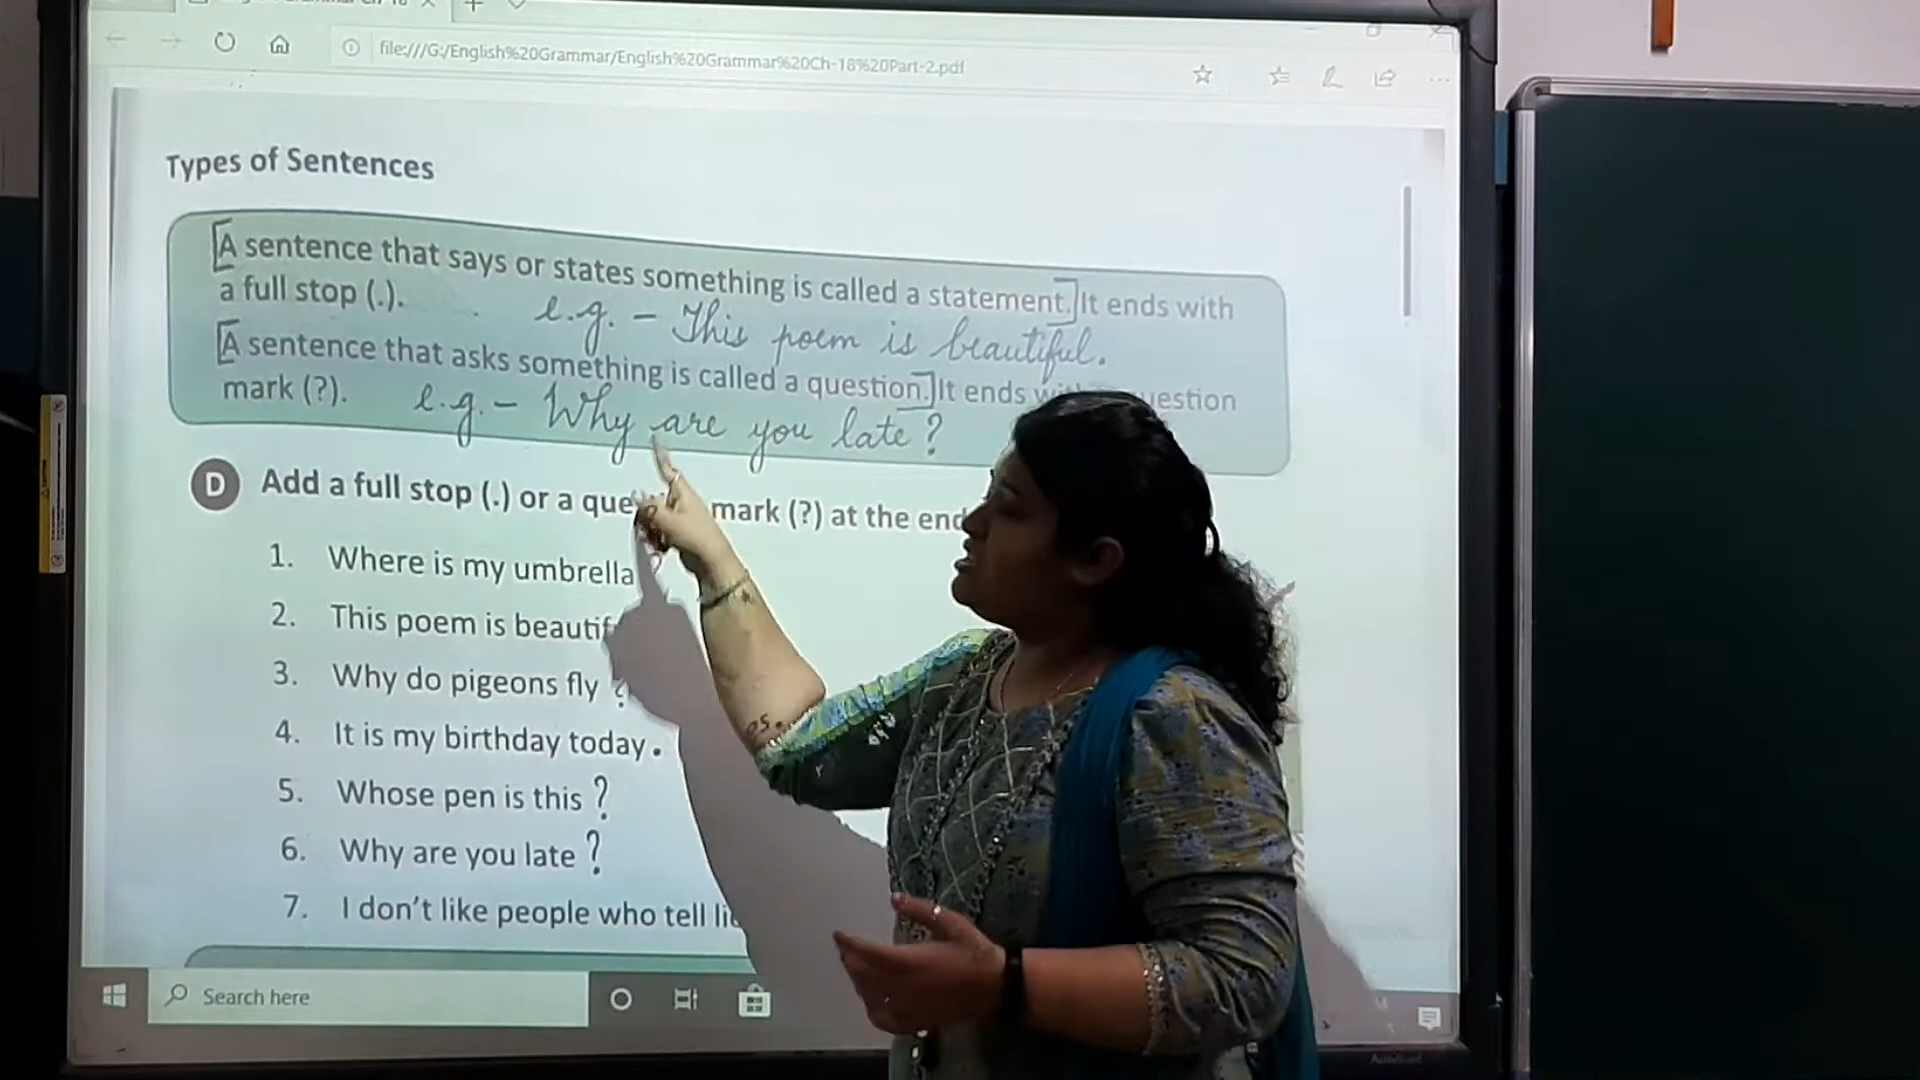 file:///G:/English%20Grammar/English%20Grammar%20Ch-18%20Part-2.pdf
Types of Sentences
A sentence that says or states something is called a statement. It ends with
a full stop (.).
e.g. - This poem is beautiful.
A sentence that asks something is called a question. It ends
mark (?).
e.g. - Why are you late ?
D Add a full stop (.) or a mark (?) at the end
1. Where is my umbrella ?
2. This poem is
3. Why do pigeons fly ?
4. It is my birthday today.
5. Whose pen is this ?
6. Why are you late ?
7. I don't like people who tell
Search here